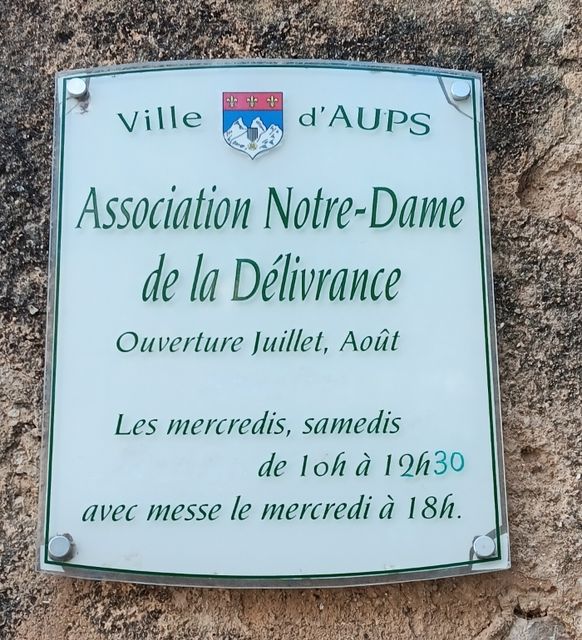 Ville d'AUPS
Association Notre-Dame
de la Délivrance
Ouverture Juillet, Août
Les mercredis, samedis
de 10h à 12h30
avec messe le mercredi à 18h.